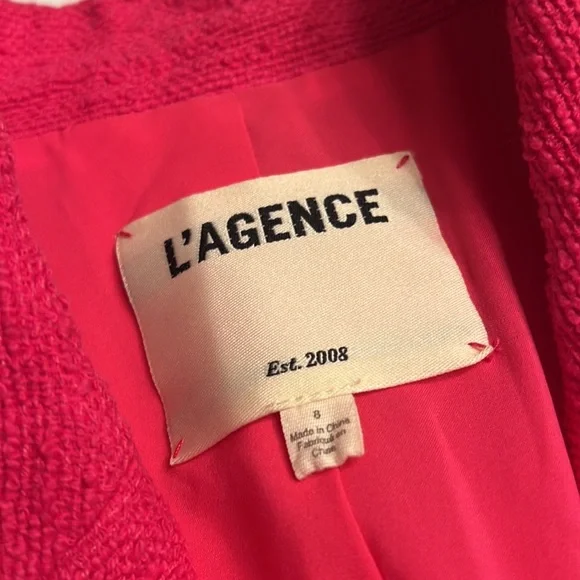 L'AGENCE
Est. 2008
8
Made in China
Fabriqué en
Chine